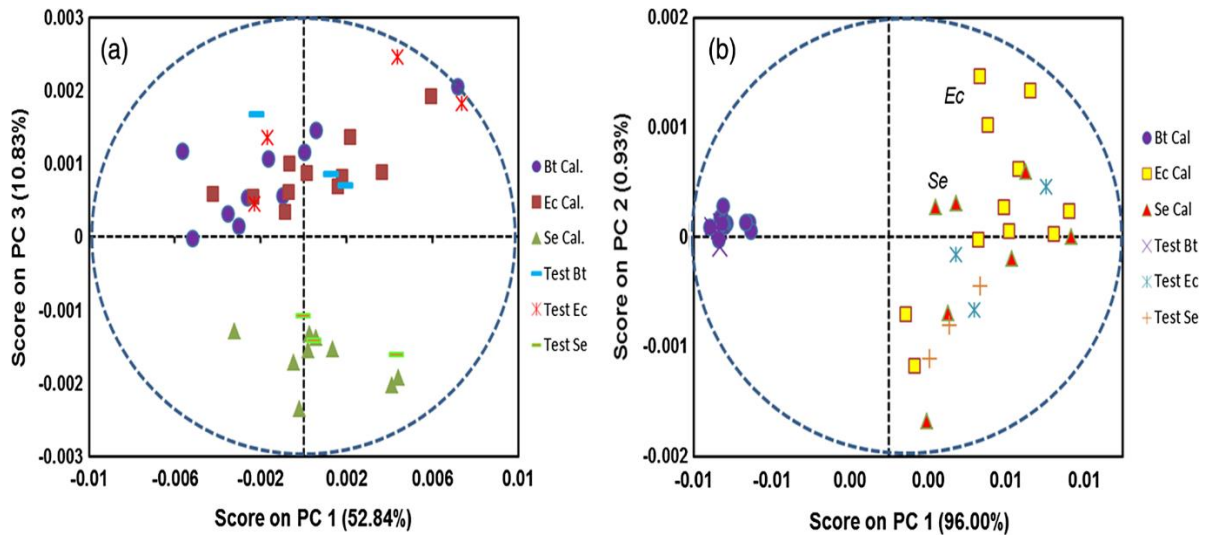 (a)
Score on PC 3 (10.83%)
0.003
0.002
0.001
0
-0.001
-0.002
-0.003
-0.01
-0.006
-0.002
0.002
0.006
0.01
Score on PC 1 (52.84%)
Bt Cal.
Ec Cal.
Se Cal.
Test Bt
Test Ec
Test Se
(b)
Score on PC 2 (0.93%)
0.002
0.001
0
-0.001
-0.002
Ec
Se
-0.01
-0.01
0.00
0.00
0.01
0.01
Score on PC 1 (96.00%)
Bt Cal
Ec Cal
Se Cal
Test Bt
Test Ec
Test Se